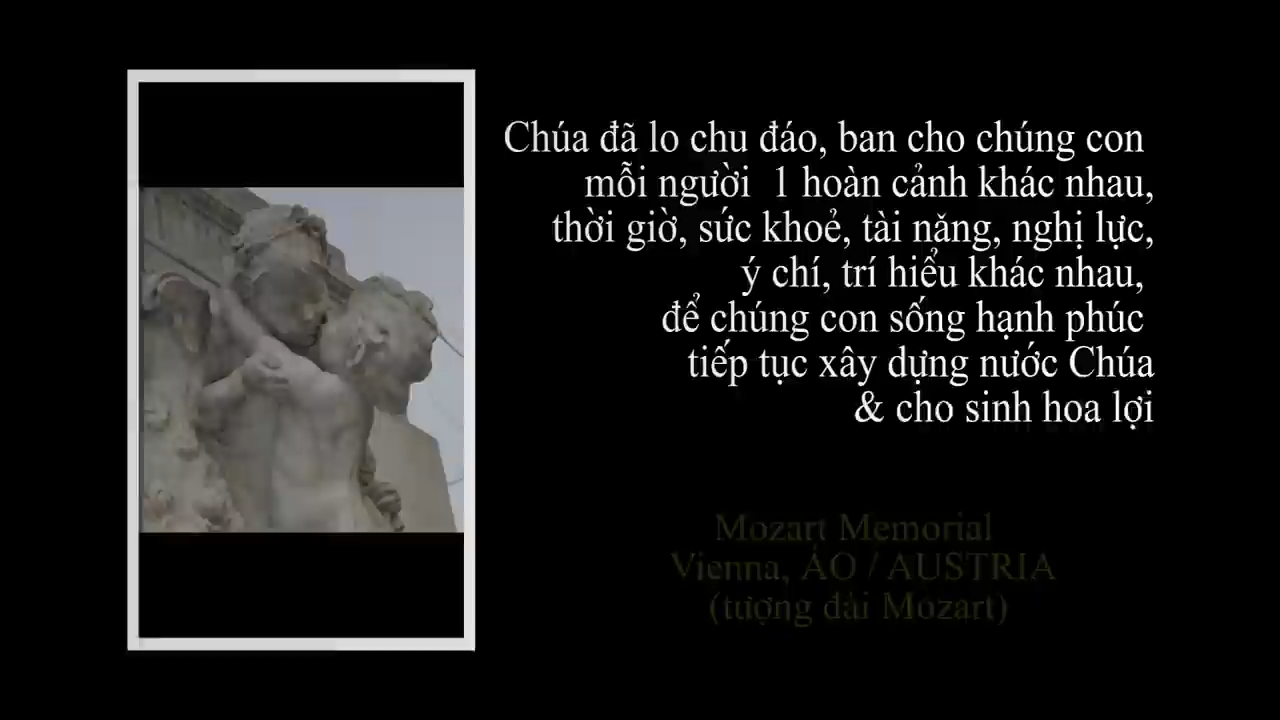 Chúa đã lo chu đáo, ban cho chúng con
mỗi người 1 hoàn cảnh khác nhau,
thời giờ, sức khoẻ, tài năng, nghị lực,
ý chí, trí hiểu khác nhau,
để chúng con sống hạnh phúc
tiếp tục xây dựng nước Chúa
& cho sinh hoa lợi
Mozart Memorial
Vienna, ÁO / AUSTRIA
(tượng đài Mozart)